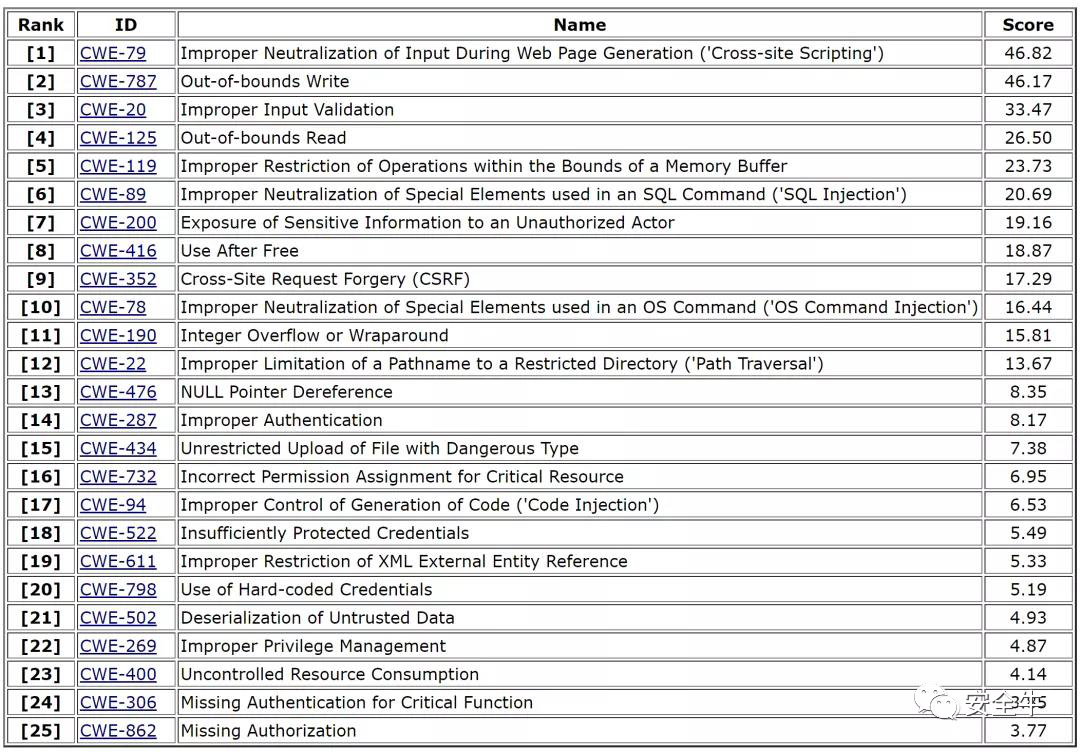 Rank ID Name Score
[1] CWE-79 Improper Neutralization of Input During Web Page Generation ('Cross-site Scripting') 46.82
[2] CWE-787 Out-of-bounds Write 46.17
[3] CWE-20 Improper Input Validation 33.47
[4] CWE-125 Out-of-bounds Read 26.50
[5] CWE-119 Improper Restriction of Operations within the Bounds of a Memory Buffer 23.73
[6] CWE-89 Improper Neutralization of Special Elements used in an SQL Command ('SQL Injection') 20.69
[7] CWE-200 Exposure of Sensitive Information to an Unauthorized Actor 19.16
[8] CWE-416 Use After Free 18.87
[9] CWE-352 Cross-Site Request Forgery (CSRF) 17.29
[10] CWE-78 Improper Neutralization of Special Elements used in an OS Command ('OS Command Injection') 16.44
[11] CWE-190 Integer Overflow or Wraparound 15.81
[12] CWE-22 Improper Limitation of a Pathname to a Restricted Directory ('Path Traversal') 13.67
[13] CWE-476 NULL Pointer Dereference 8.35
[14] CWE-287 Improper Authentication 8.17
[15] CWE-434 Unrestricted Upload of File with Dangerous Type 7.38
[16] CWE-732 Incorrect Permission Assignment for Critical Resource 6.95
[17] CWE-94 Improper Control of Generation of Code ('Code Injection') 6.53
[18] CWE-522 Insufficiently Protected Credentials 5.49
[19] CWE-611 Improper Restriction of XML External Entity Reference 5.33
[20] CWE-798 Use of Hard-coded Credentials 5.19
[21] CWE-502 Deserialization of Untrusted Data 4.93
[22] CWE-269 Improper Privilege Management 4.87
[23] CWE-400 Uncontrolled Resource Consumption 4.14
[24] CWE-306 Missing Authentication for Critical Function
安全牛
[25] CWE-862 Missing Authorization 3.77